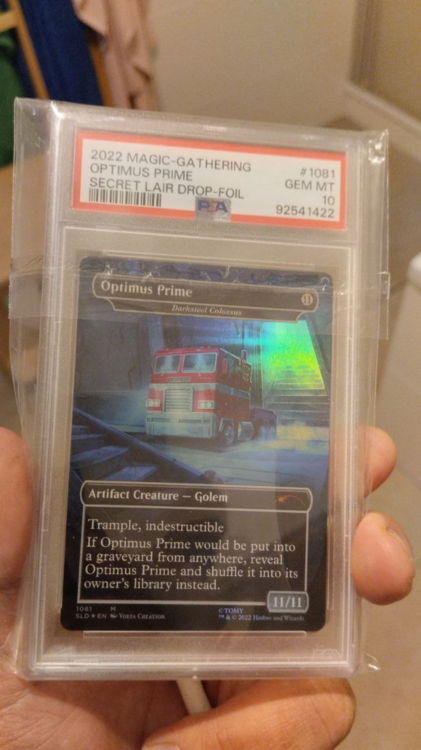 2022 MAGIC-GATHERING #1081
OPTIMUS PRIME GEM MT
SECRET LAIR DROP-FOIL 10
PSA 92541422
Optimus Prime 11
Darksteel Colossus
Artifact Creature — Golem
Trample, indestructible
If Optimus Prime would be put into
a graveyard from anywhere, reveal
Optimus Prime and shuffle it into its
owner's library instead.
11/11
1081 M
SLD ★ EN Volta Creation
© TOMY
™ & © 2022 Hasbro and Wizards